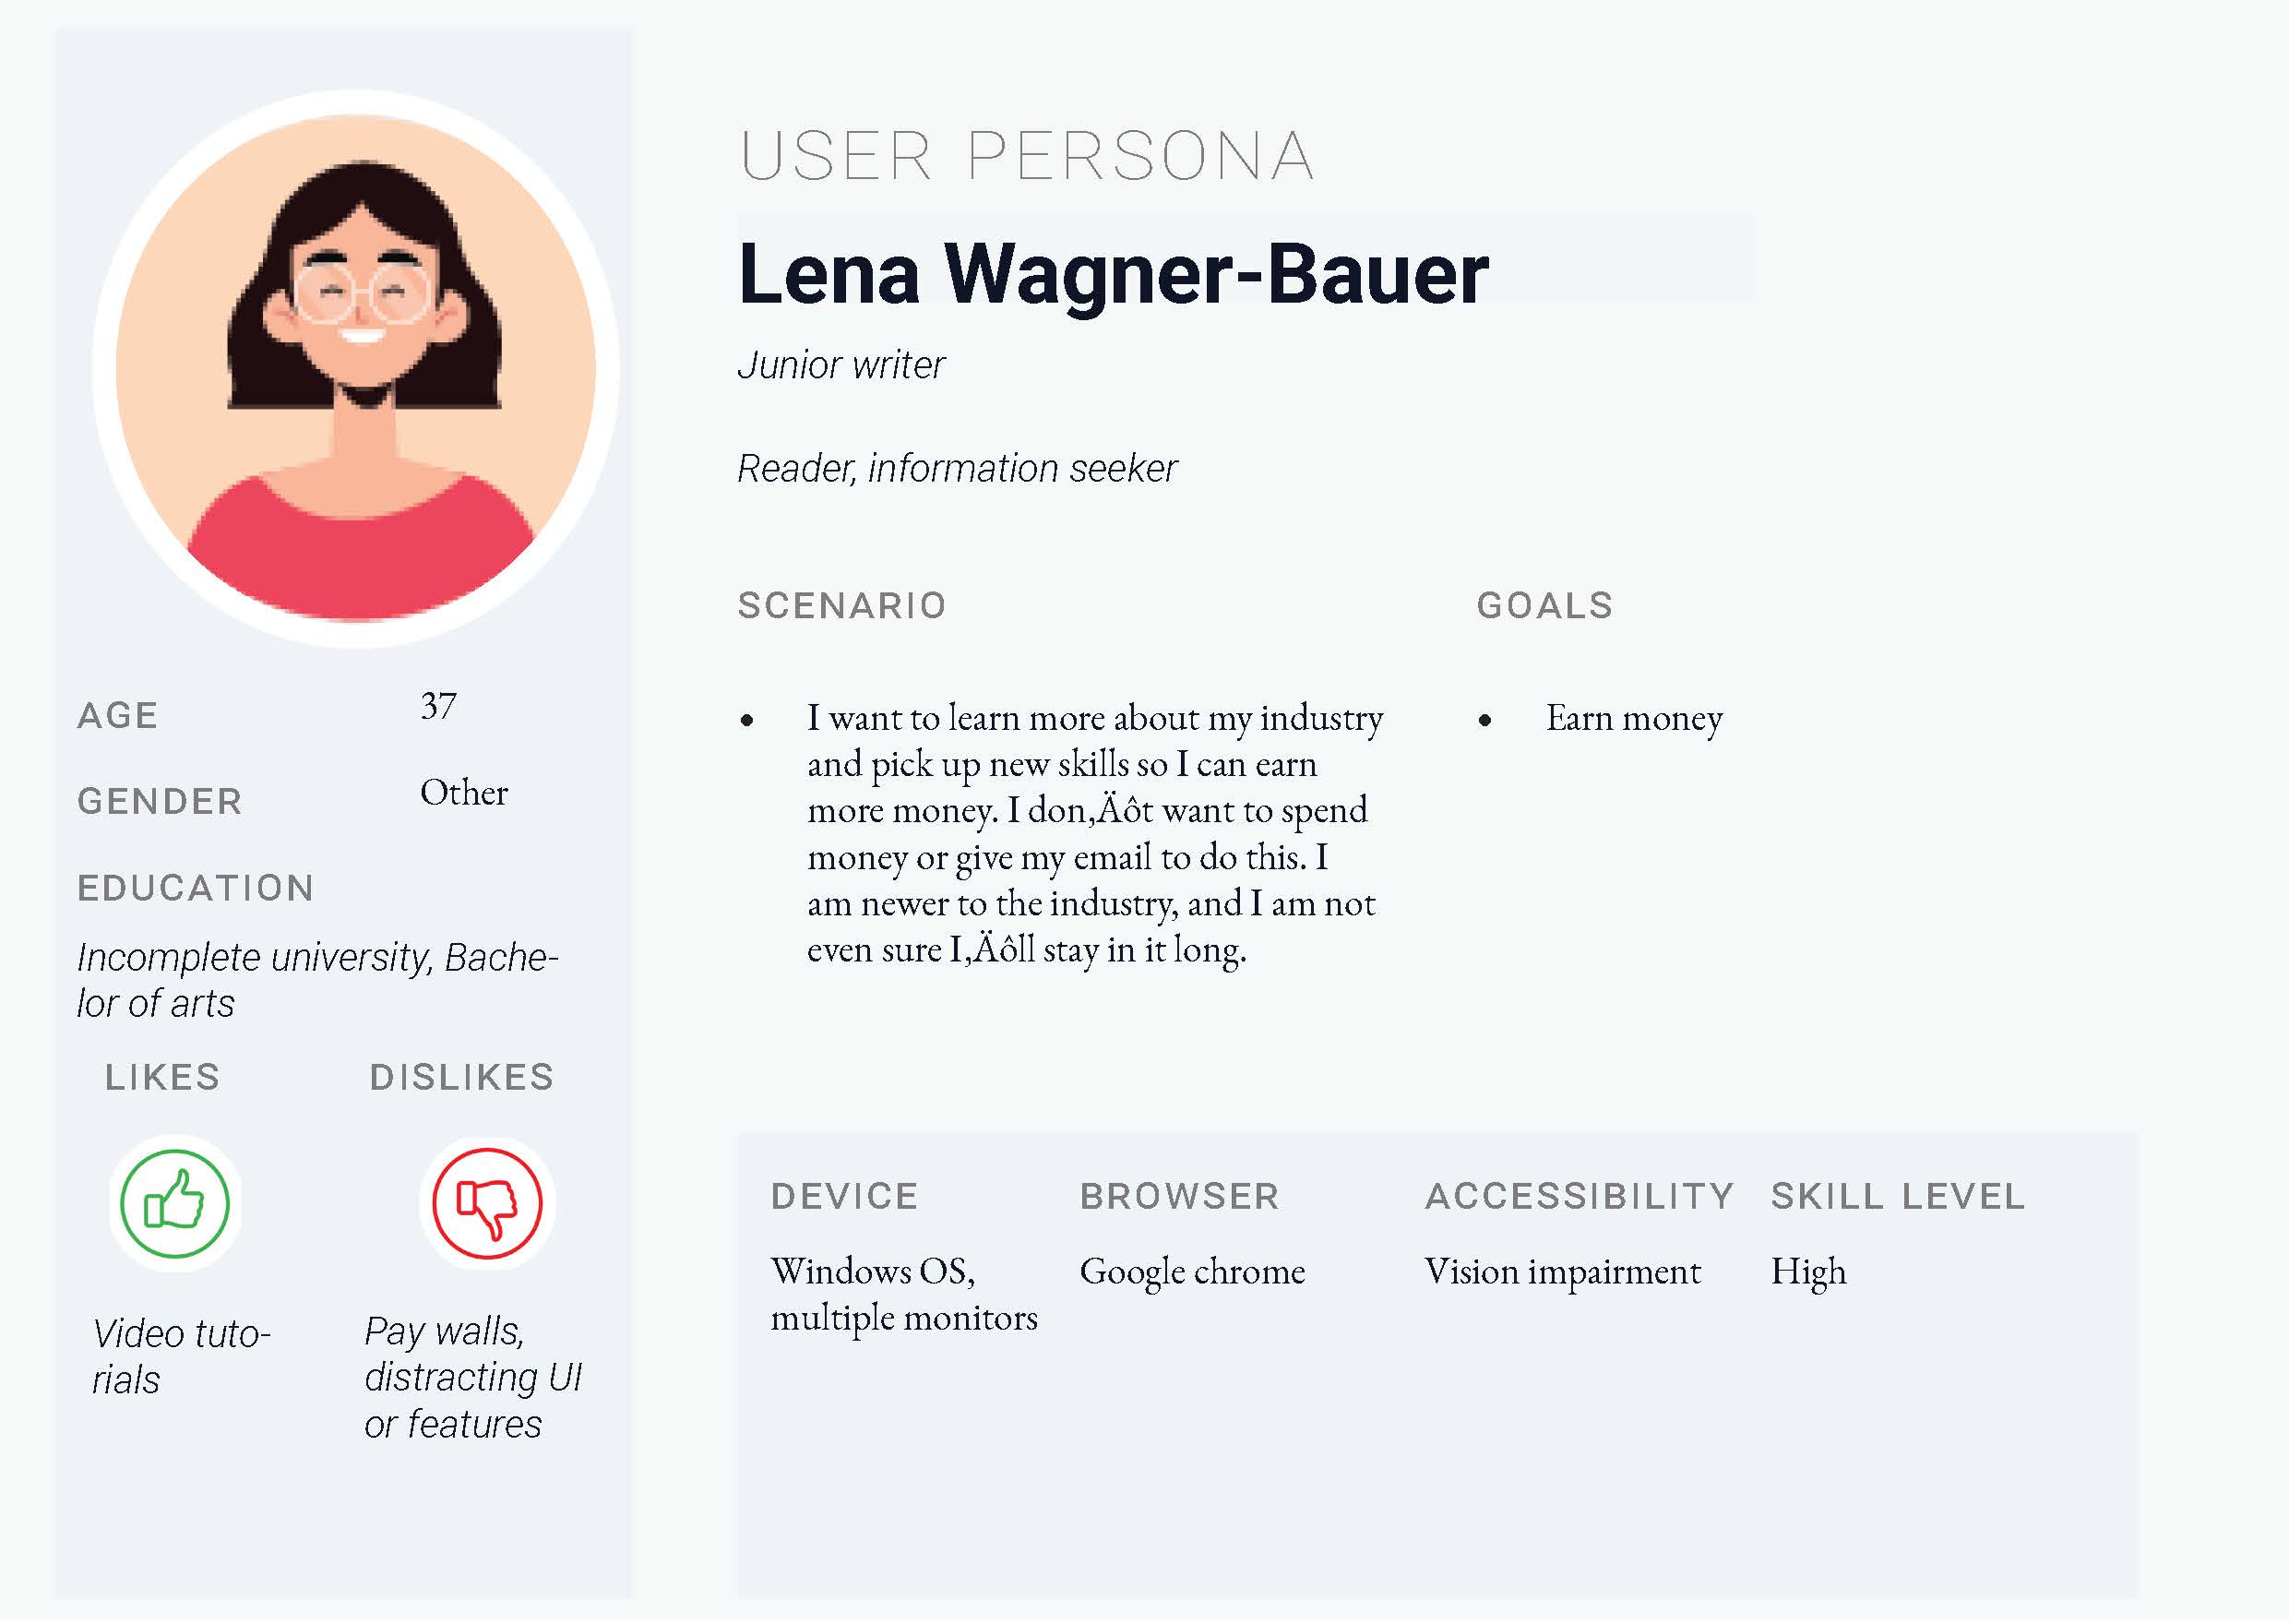 USER PERSONA
Lena Wagner-Bauer
Junior writer
Reader, information seeker
AGE
37
GENDER
Other
EDUCATION
Incomplete university, Bache-
lor of arts
LIKES
DISLIKES
Video tuto-
rials
Pay walls,
distracting UI
or features
SCENARIO
• I want to learn more about my industry
and pick up new skills so I can earn
more money. I don‚Äôt want to spend
money or give my email to do this. I
am newer to the industry, and I am not
even sure I‚Äôll stay in it long.
GOALS
• Earn money
DEVICE
Windows OS,
multiple monitors
BROWSER
Google chrome
ACCESSIBILITY
Vision impairment
SKILL LEVEL
High